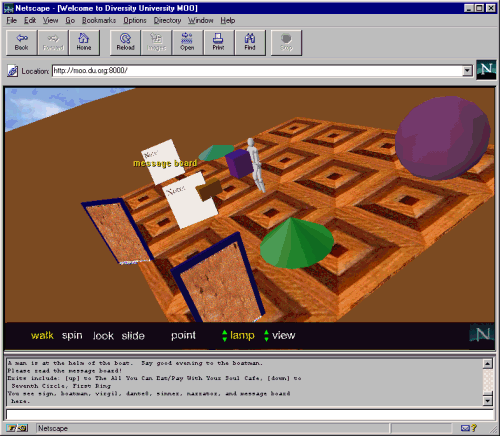 Netscape - [Welcome to Diversity University MOO]
File Edit View Go Bookmarks Options Directory Window Help
Back Forward Home Reload Images Open Print Find Stop
Location: http://moo.du.org:8000/
N
message board
Note:
walk spin look slide point lamp view
A man is at the helm of the boat. Say good evening to the boatman.
Please read the message board!
Exits include: [up] to The All You Can Eat/Pay With Your Soul Cafe, [down] to
Seventh Circle, First Ring
You see sign, boatman, virgil, dante8, sinner, narrator, and message board
here.
Netscape